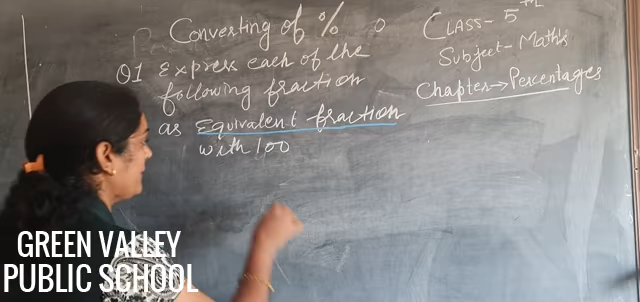 Converting of %
Q1 Express each of the
following fraction
as Equivalent fraction
with 100
CLASS- 5th
Subject- Maths
Chapter→Percentages
GREEN VALLEY
PUBLIC SCHOOL